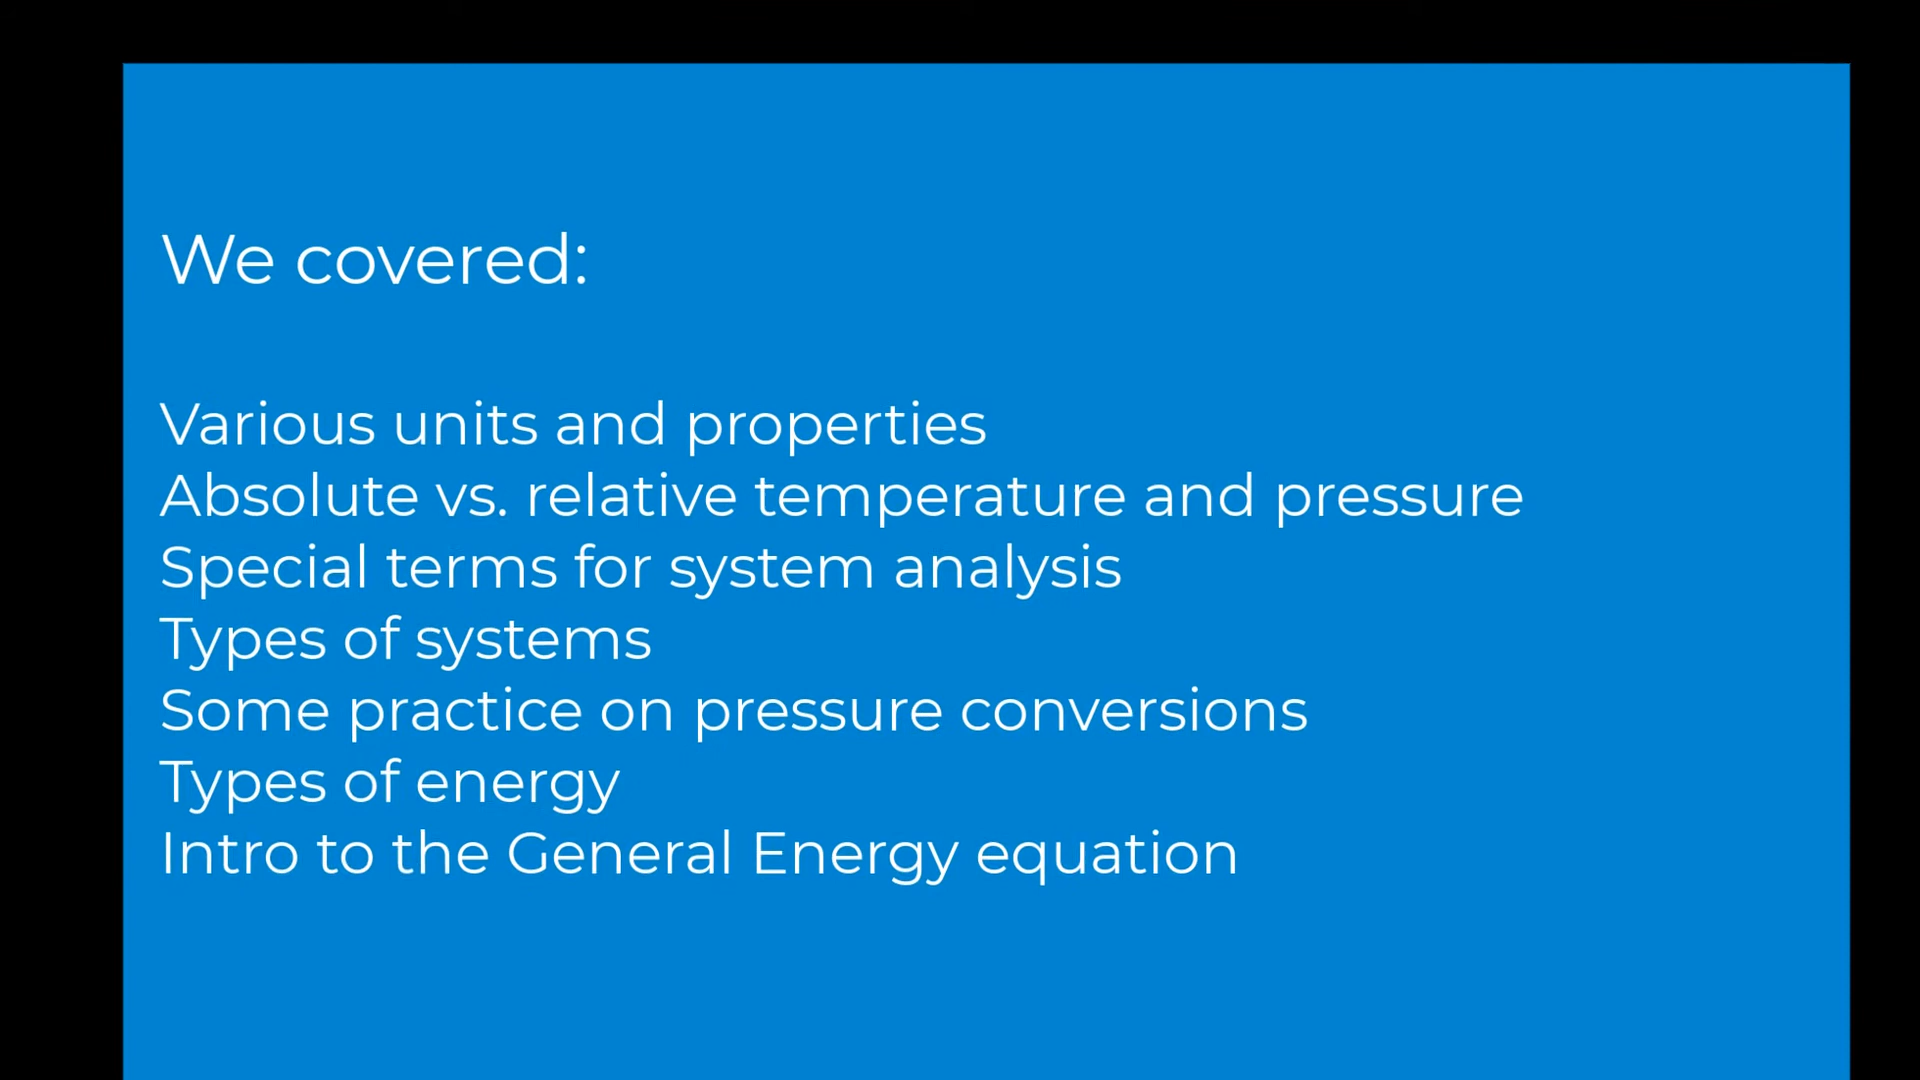 We covered:
Various units and properties
Absolute vs. relative temperature and pressure
Special terms for system analysis
Types of systems
Some practice on pressure conversions
Types of energy
Intro to the General Energy equation